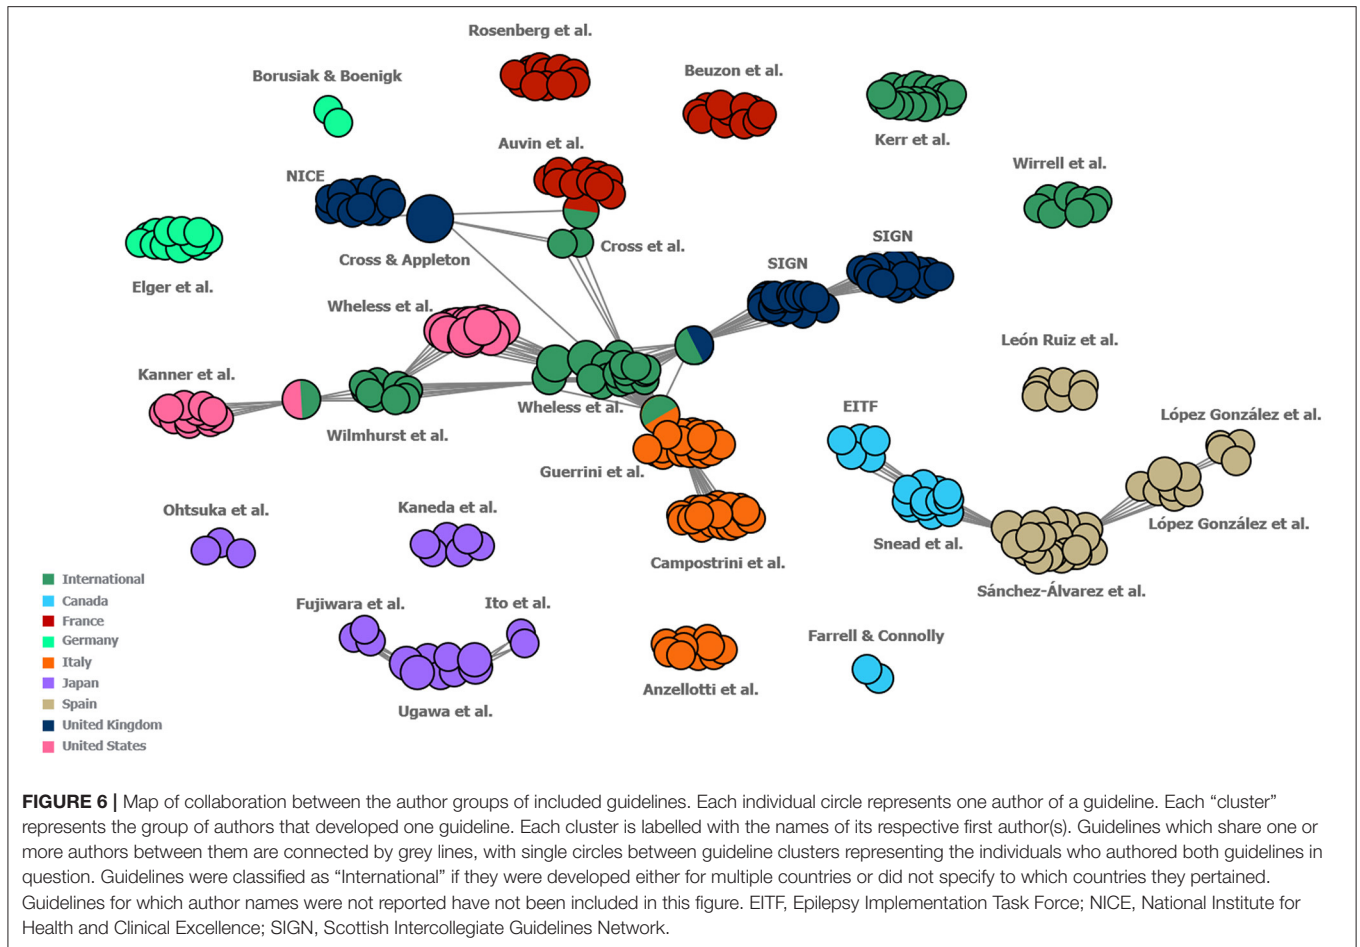 Rosenberg et al.
Borusiak & Boenigk
Beuzon et al.
Kerr et al.
Auvin et al.
Wirrell et al.
NICE
SIGN
Cross et al.
Cross & Appleton
SIGN
Elger et al.
Wheless et al.
León Ruiz et al.
Kanner et al.
Wheless et al.
EITF
López González et al.
Wilmhurst et al.
Guerrini et al.
Ohtsuka et al.
Kaneda et al.
López González et al.
Snead et al.
Campostrini et al.
Sánchez-Álvarez et al.
International
Canada
France
Germany
Italy
Japan
Spain
United Kingdom
United States
Fujiwara et al.
Ito et al.
Farrell & Connolly
Anzellotti et al.
Ugawa et al.
FIGURE 6 | Map of collaboration between the author groups of included guidelines. Each individual circle represents one author of a guideline. Each “cluster”
represents the group of authors that developed one guideline. Each cluster is labelled with the names of its respective first author(s). Guidelines which share one or
more authors between them are connected by grey lines, with single circles between guideline clusters representing the individuals who authored both guidelines in
question. Guidelines were classified as “International” if they were developed either for multiple countries or did not specify to which countries they pertained.
Guidelines for which author names were not reported have not been included in this figure. EITF, Epilepsy Implementation Task Force; NICE, National Institute for
Health and Clinical Excellence; SIGN, Scottish Intercollegiate Guidelines Network.